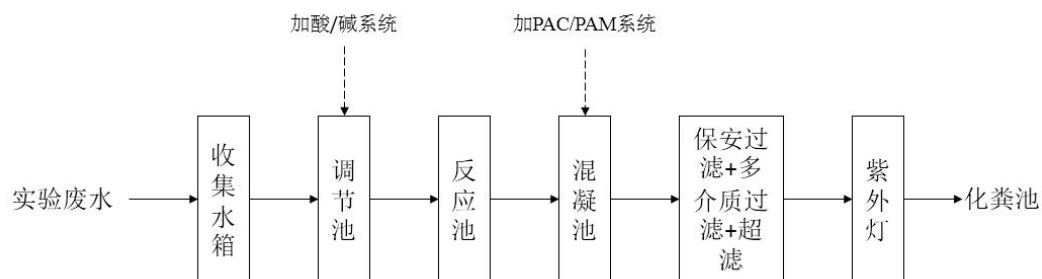 加酸/碱系统
加PAC/PAM系统
实验废水
收集水箱
调节池
反应池
混凝池
保安过
滤+多
介质过
滤+超
滤
紫外灯
化粪池